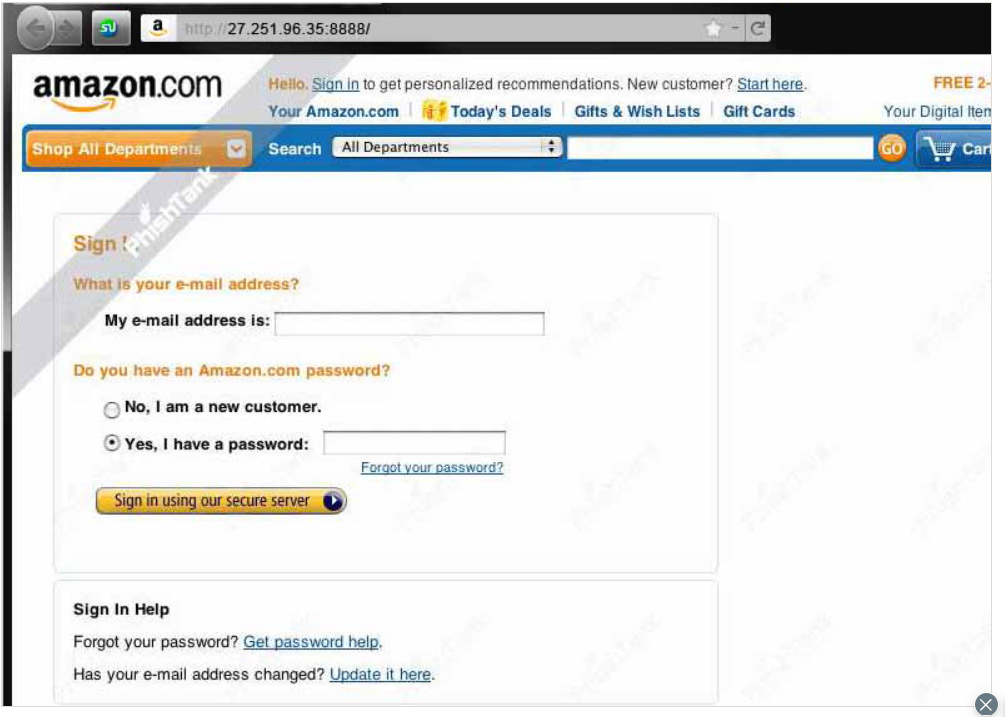 http://27.251.96.35:8888/
amazon.com
Hello. Sign in to get personalized recommendations. New customer? Start here.
FREE 2-
Your Amazon.com | Today's Deals | Gifts & Wish Lists | Gift Cards
Your Digital Item
Shop All Departments
Search All Departments
GO
Cart
PhishTank
Sign
What is your e-mail address?
My e-mail address is:
Do you have an Amazon.com password?
No, I am a new customer.
Yes, I have a password:
Forgot your password?
Sign in using our secure server
Sign In Help
Forgot your password? Get password help.
Has your e-mail address changed? Update it here.